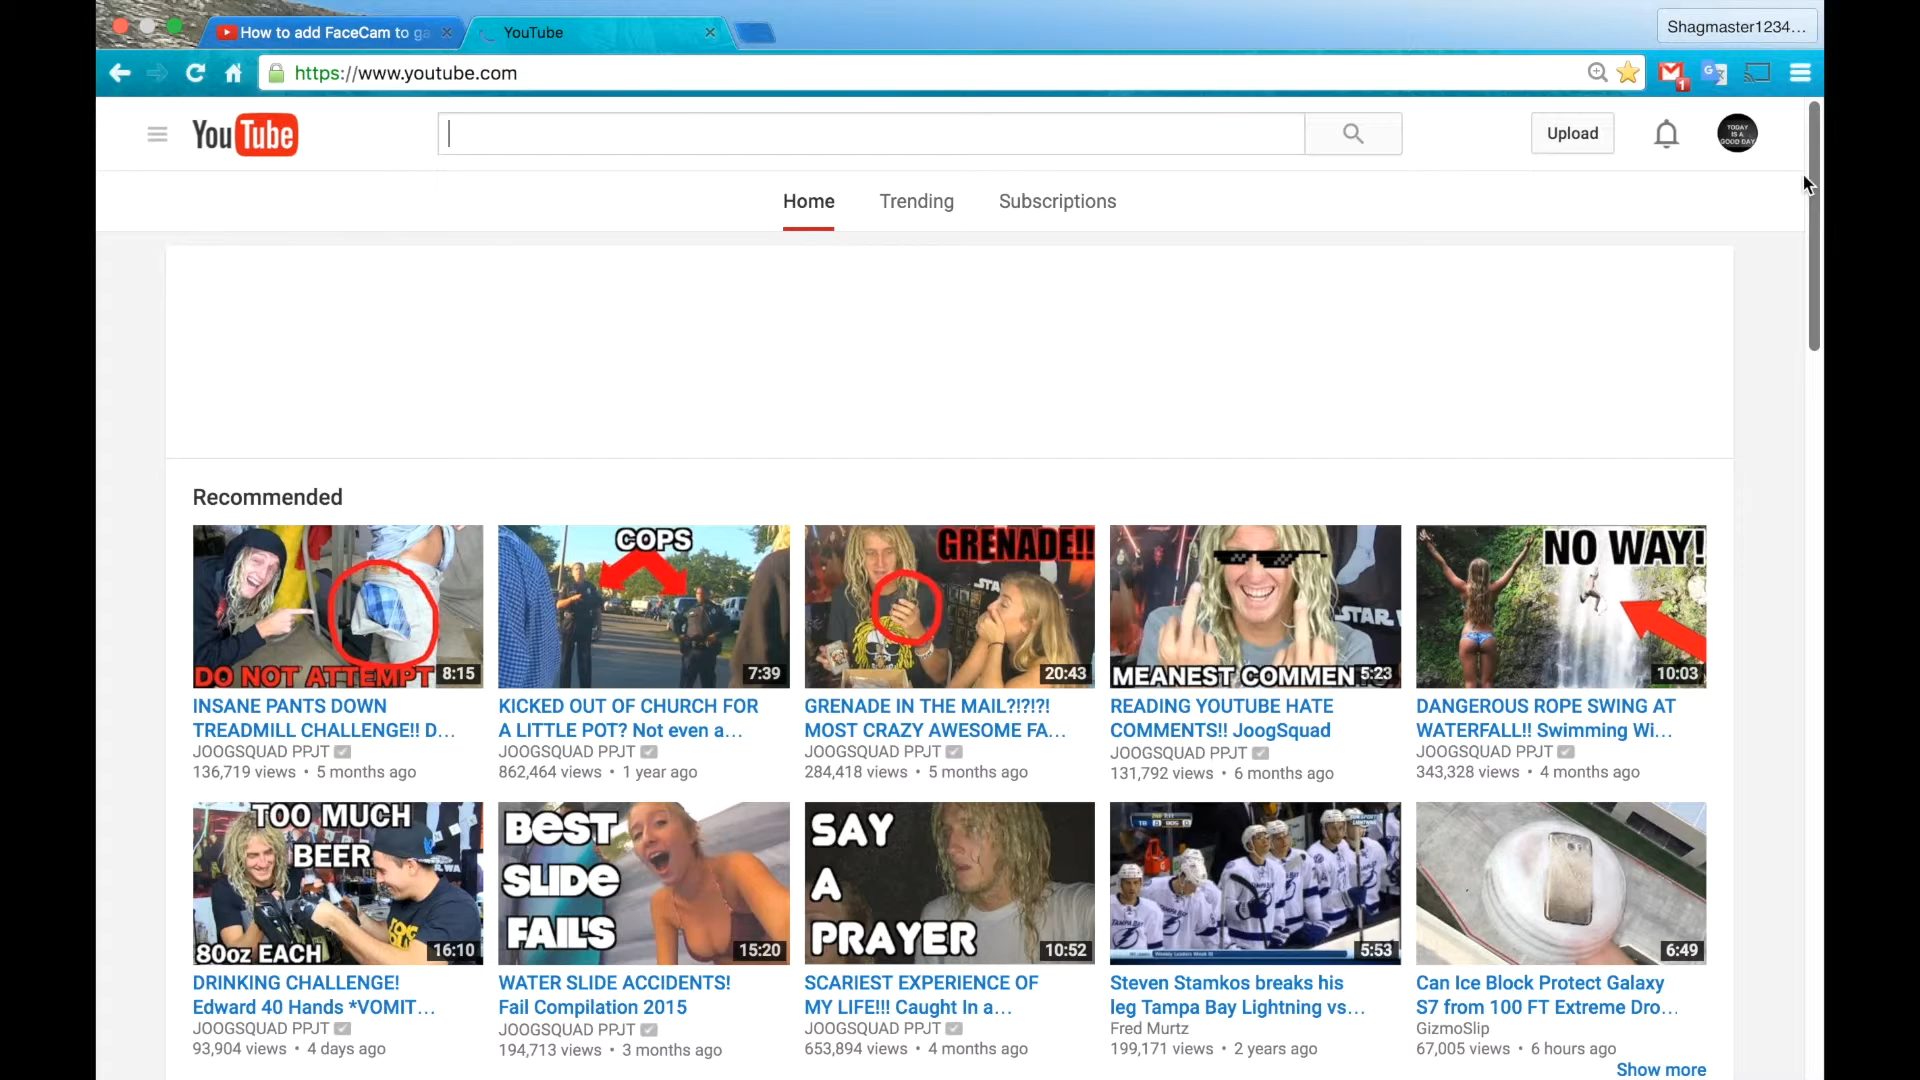 How to add FaceCam to ga
YouTube
Shagmaster1234...
https://www.youtube.com
1
YouTube
Upload
TODAY
IS A
GOOD DAY
Home
Trending
Subscriptions
Recommended
DO NOT ATTEMPT
8:15
COPS
7:39
GRENADE!!
STA
20:43
STAR
MEANEST COMMEN
5:23
NO WAY!
10:03
INSANE PANTS DOWN
TREADMILL CHALLENGE!! D...
JOOGSQUAD PPJT
136,719 views • 5 months ago
KICKED OUT OF CHURCH FOR
A LITTLE POT? Not even a...
JOOGSQUAD PPJT
862,464 views • 1 year ago
GRENADE IN THE MAIL?!?!?!
MOST CRAZY AWESOME FA...
JOOGSQUAD PPJT
284,418 views • 5 months ago
READING YOUTUBE HATE
COMMENTS!! JoogSquad
JOOGSQUAD PPJT
131,792 views • 6 months ago
DANGEROUS ROPE SWING AT
WATERFALL!! Swimming Wi...
JOOGSQUAD PPJT
343,328 views • 4 months ago
TOO MUCH
BEER
80oz EACH
16:10
BEST
SLIDE
FAIL'S
15:20
SAY
A
PRAYER
10:52
5:53
6:49
DRINKING CHALLENGE!
Edward 40 Hands *VOMIT...
JOOGSQUAD PPJT
93,904 views • 4 days ago
WATER SLIDE ACCIDENTS!
Fail Compilation 2015
JOOGSQUAD PPJT
194,713 views • 3 months ago
SCARIEST EXPERIENCE OF
MY LIFE!!! Caught In a...
JOOGSQUAD PPJT
653,894 views • 4 months ago
Steven Stamkos breaks his
leg Tampa Bay Lightning vs...
Fred Murtz
199,171 views • 2 years ago
Can Ice Block Protect Galaxy
S7 from 100 FT Extreme Dro...
GizmoSlip
67,005 views • 6 hours ago
Show more